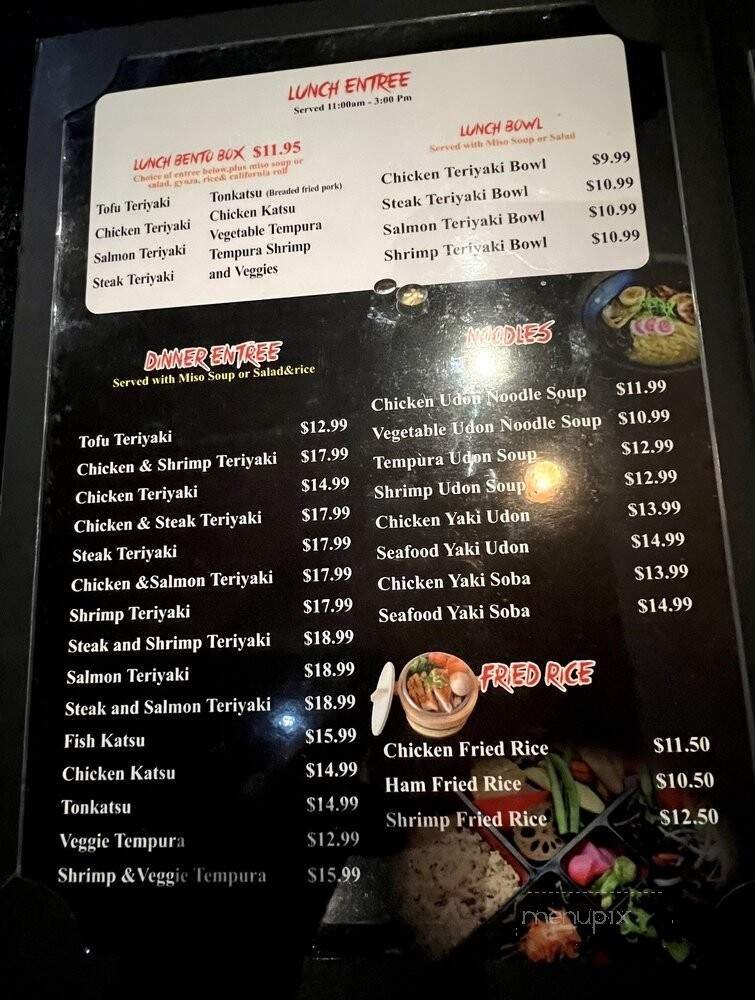 LUNCH ENTREE
Served 11:00am - 3:00 Pm
LUNCH BENTO BOX $11.95
Choice of entree below,plus miso soup or
salad, gyoza, rice& california roll
Tofu Teriyaki
Chicken Teriyaki
Salmon Teriyaki
Steak Teriyaki
Tonkatsu (Breaded fried pork)
Chicken Katsu
Vegetable Tempura
Tempura Shrimp
and Veggies
LUNCH BOWL
Served with Miso Soup or Salad
Chicken Teriyaki Bowl $9.99
Steak Teriyaki Bowl $10.99
Salmon Teriyaki Bowl $10.99
Shrimp Teriyaki Bowl $10.99
DINNER ENTREE
Served with Miso Soup or Salad&rice
Tofu Teriyaki $12.99
Chicken & Shrimp Teriyaki $17.99
Chicken Teriyaki $14.99
Chicken & Steak Teriyaki $17.99
Steak Teriyaki $17.99
Chicken &Salmon Teriyaki $17.99
Shrimp Teriyaki $17.99
Steak and Shrimp Teriyaki $18.99
Salmon Teriyaki $18.99
Steak and Salmon Teriyaki $18.99
Fish Katsu $15.99
Chicken Katsu $14.99
Tonkatsu $14.99
Veggie Tempura $12.99
Shrimp &Veggie Tempura $15.99
NOODLES
Chicken Udon Noodle Soup $11.99
Vegetable Udon Noodle Soup $10.99
Tempura Udon Soup $12.99
Shrimp Udon Soup $12.99
Chicken Yaki Udon $13.99
Seafood Yaki Udon $14.99
Chicken Yaki Soba $13.99
Seafood Yaki Soba $14.99
FRIED RICE
Chicken Fried Rice $11.50
Ham Fried Rice $10.50
Shrimp Fried Rice $12.50
menupix